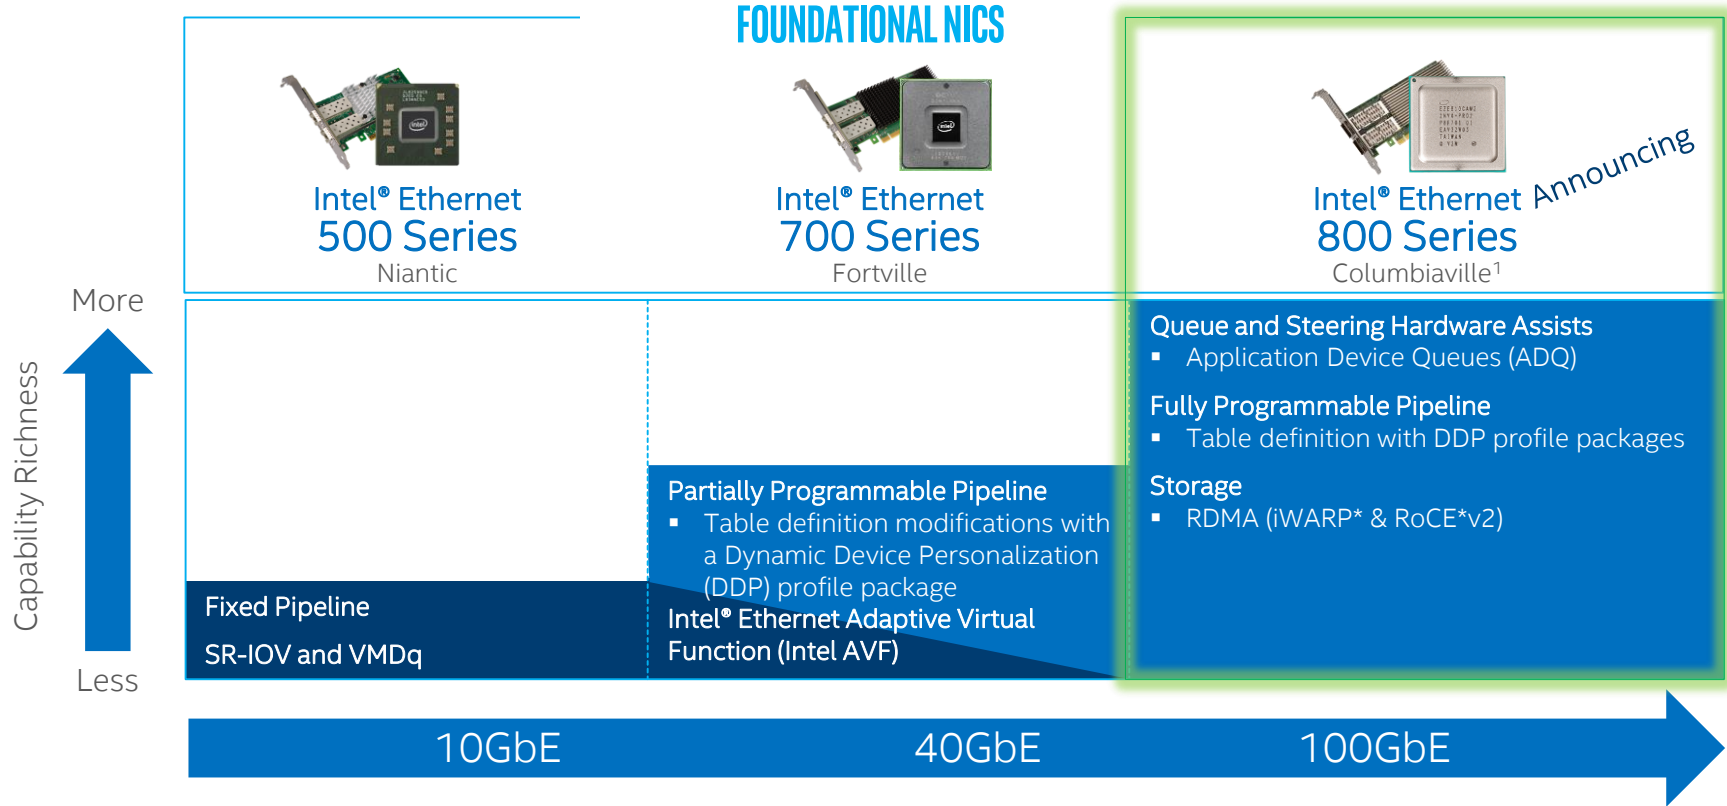 FOUNDATIONAL NICS
Intel® Ethernet
500 Series
Niantic
Intel® Ethernet
700 Series
Fortville
Intel® Ethernet
800 Series
Columbiaville¹
Announcing
More
Capability Richness
Less
Fixed Pipeline
SR-IOV and VMDq
Partially Programmable Pipeline
▪ Table definition modifications with
a Dynamic Device Personalization
(DDP) profile package
Intel® Ethernet Adaptive Virtual
Function (Intel AVF)
Queue and Steering Hardware Assists
▪ Application Device Queues (ADQ)
Fully Programmable Pipeline
▪ Table definition with DDP profile packages
Storage
▪ RDMA (iWARP* & RoCE*v2)
10GbE
40GbE
100GbE